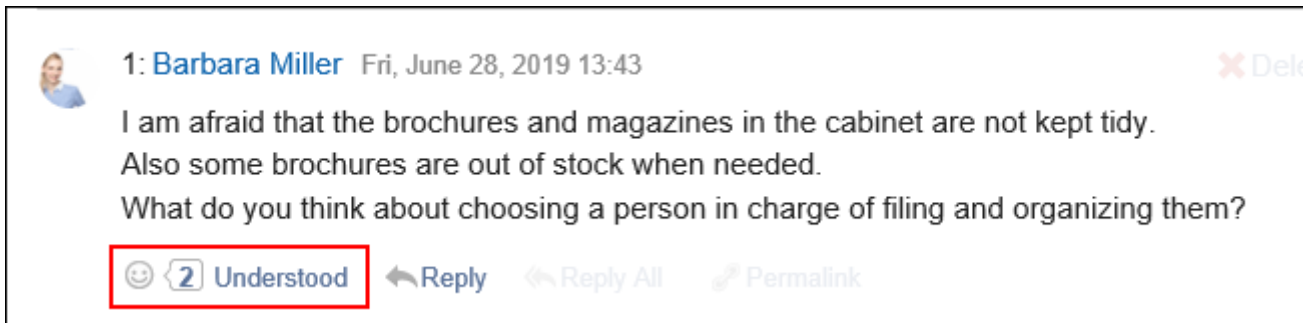 1: Barbara Miller Fri, June 28, 2019 13:43 Dele
I am afraid that the brochures and magazines in the cabinet are not kept tidy.
Also some brochures are out of stock when needed.
What do you think about choosing a person in charge of filing and organizing them?
2 Understood Reply Reply All Permalink